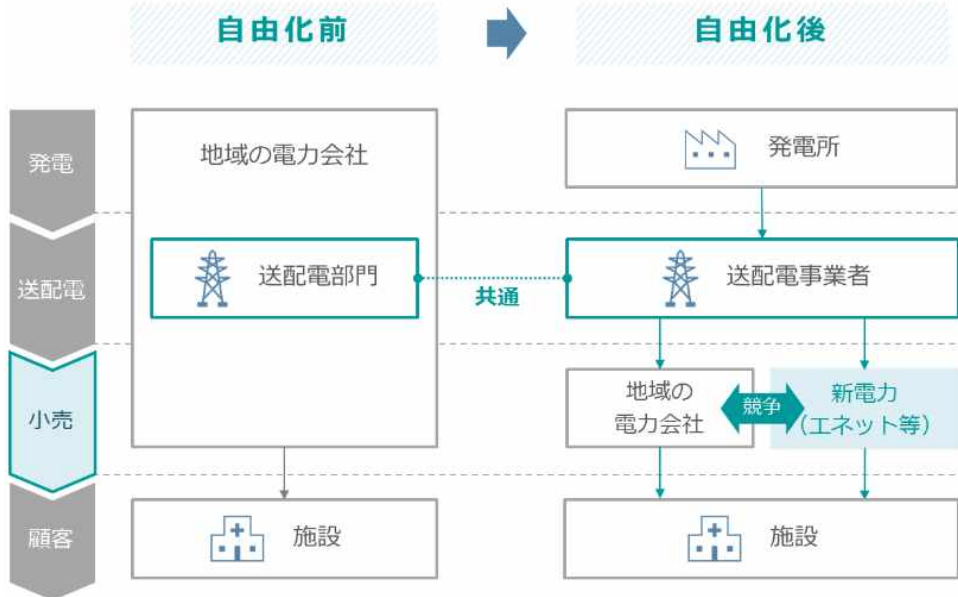 自由化前
自由化後
発電
地域の電力会社
発電所
送配電
送配電部門
共通
送配電事業者
小売
地域の
電力会社
競争
新電力
（エネット等）
顧客
施設
施設